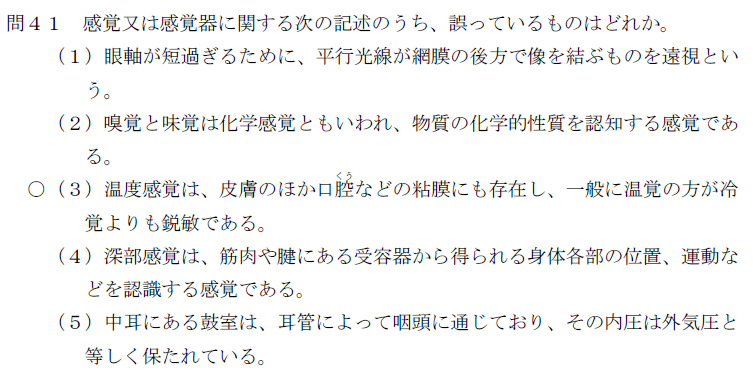 問41 感覚又は感覚器に関する次の記述のうち、誤っているものはどれか。
(1)眼軸が短過ぎるために、平行光線が網膜の後方で像を結ぶものを遠視とい
う。
(2)嗅覚と味覚は化学感覚ともいわれ、物質の化学的性質を認知する感覚であ
る。
くう
○(3)温度感覚は、皮膚のほか口腔などの粘膜にも存在し、一般に温覚の方が冷
覚よりも鋭敏である。
(4)深部感覚は、筋肉や腱にある受容器から得られる身体各部の位置、運動な
どを認識する感覚である。
(5)中耳にある鼓室は、耳管によって咽頭に通じており、その内圧は外気圧と
等しく保たれている。